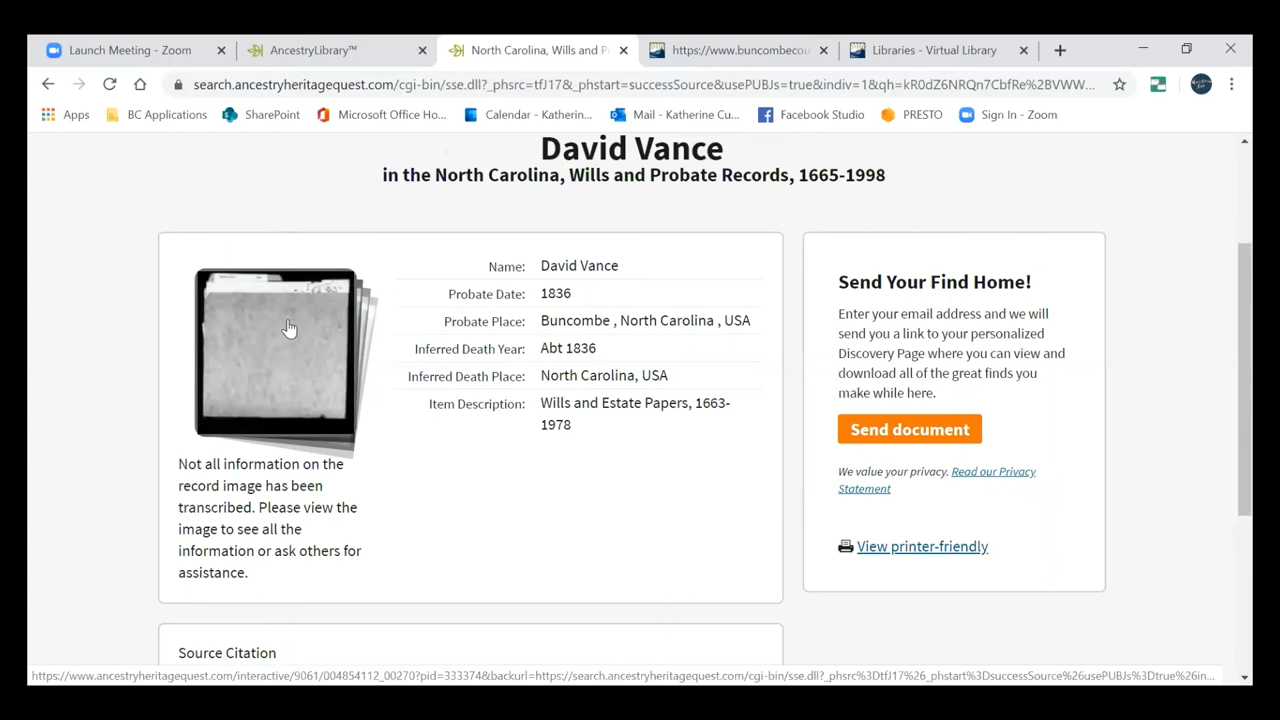 Launch Meeting - Zoom
AncestryLibrary™
North Carolina, Wills and P
https://www.buncombecou
Libraries - Virtual Library
search.ancestryheritagequest.com/cgi-bin/sse.dll?_phsrc=tfJ17&_phstart=successSource&usePUBJs=true&indiv=1&qh=kR0dZ6NRQn7CbfRe%2BVWW...
Apps
BC Applications
SharePoint
Microsoft Office Ho...
Calendar - Katherin...
Mail - Katherine Cu...
Facebook Studio
PRESTO
Sign In - Zoom
David Vance
in the North Carolina, Wills and Probate Records, 1665-1998
Name: David Vance
Probate Date: 1836
Probate Place: Buncombe , North Carolina , USA
Inferred Death Year: Abt 1836
Inferred Death Place: North Carolina, USA
Item Description: Wills and Estate Papers, 1663-
1978
Not all information on the
record image has been
transcribed. Please view the
image to see all the
information or ask others for
assistance.
Send Your Find Home!
Enter your email address and we will
send you a link to your personalized
Discovery Page where you can view and
download all of the great finds you
make while here.
Send document
We value your privacy. Read our Privacy
Statement
View printer-friendly
Source Citation
https://www.ancestryheritagequest.com/interactive/9061/004854112_00270?pid=333374&backurl=https://search.ancestryheritagequest.com/cgi-bin/sse.dll?_phsrc%3DtfJ17%26_phstart%3DsuccessSource%26usePUBJs%3Dtrue%26in...